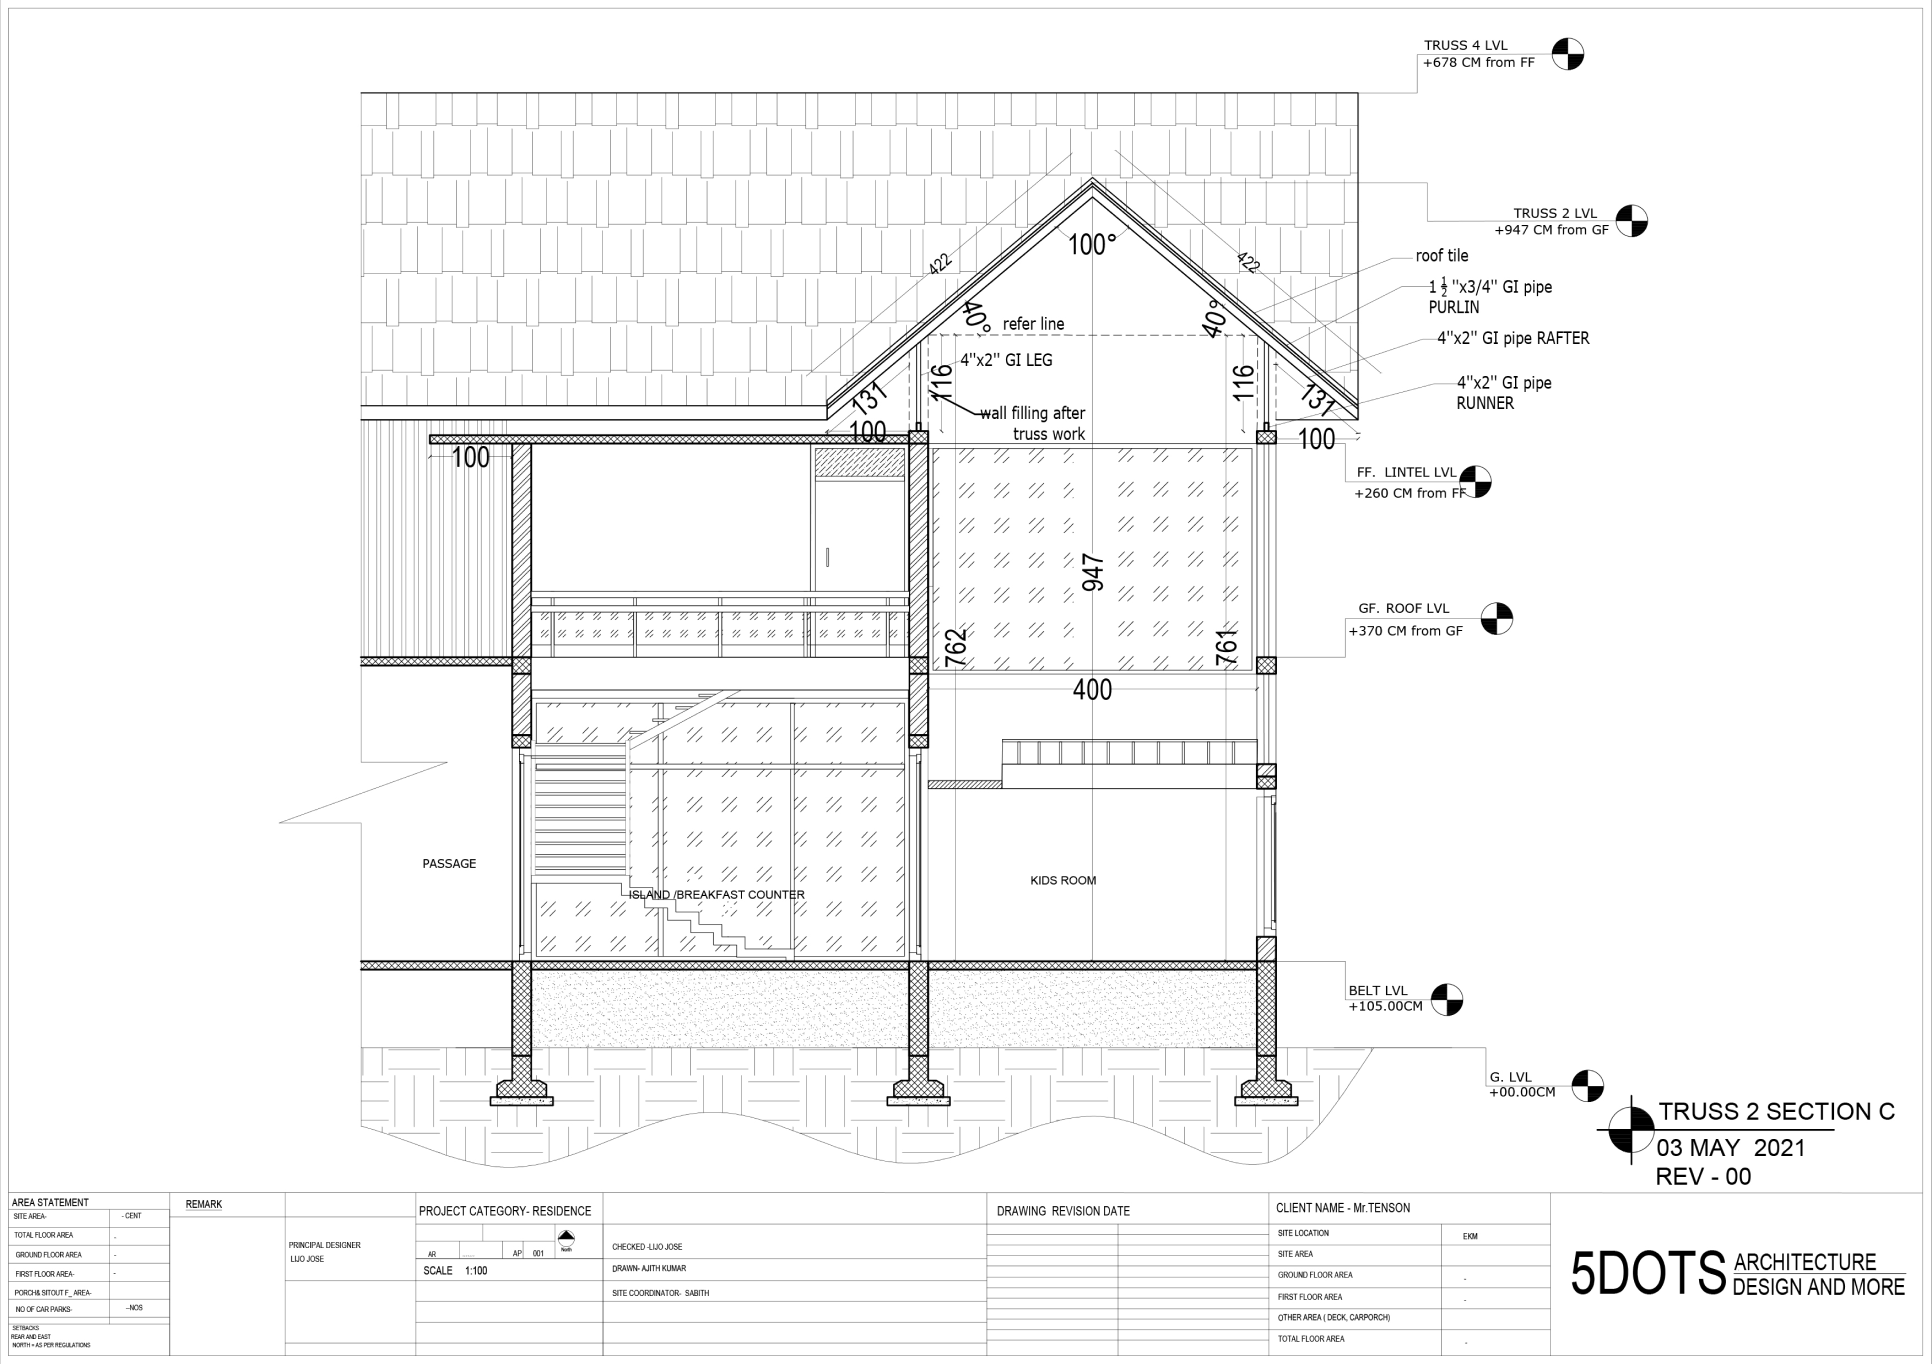 TRUSS 4 LVL
+678 CM from FF
TRUSS 2 LVL
+947 CM from GF
roof tile
1 1/2 "x3/4" GI pipe
PURLIN
4"x2" GI pipe RAFTER
4"x2" GI pipe
RUNNER
100°
422
422
40°
40°
refer line
4"x2" GI LEG
116
116
131
131
wall filling after
truss work
100
100
100
FF. LINTEL LVL
+260 CM from FF
947
GF. ROOF LVL
+370 CM from GF
762
761
400
PASSAGE
ISLAND /BREAKFAST COUNTER
KIDS ROOM
BELT LVL
+105.00CM
G. LVL
+00.00CM
TRUSS 2 SECTION C
03 MAY 2021
REV - 00
AREA STATEMENT
SITE AREA- - CENT
TOTAL FLOOR AREA -
GROUND FLOOR AREA -
FIRST FLOOR AREA- -
PORCH& SITOUT F_ AREA-
NO OF CAR PARKS- --NOS
SETBACKS
REAR AND EAST
NORTH = AS PER REGULATIONS
REMARK
PRINCIPAL DESIGNER
LIJO JOSE
PROJECT CATEGORY- RESIDENCE
North
AR ...... AP 001
SCALE 1:100
CHECKED -LIJO JOSE
DRAWN- AJITH KUMAR
SITE COORDINATOR- SABITH
DRAWING REVISION DATE
CLIENT NAME - Mr.TENSON
SITE LOCATION EKM
SITE AREA
GROUND FLOOR AREA -
FIRST FLOOR AREA -
OTHER AREA ( DECK, CARPORCH)
TOTAL FLOOR AREA -
5DOTS ARCHITECTURE
DESIGN AND MORE